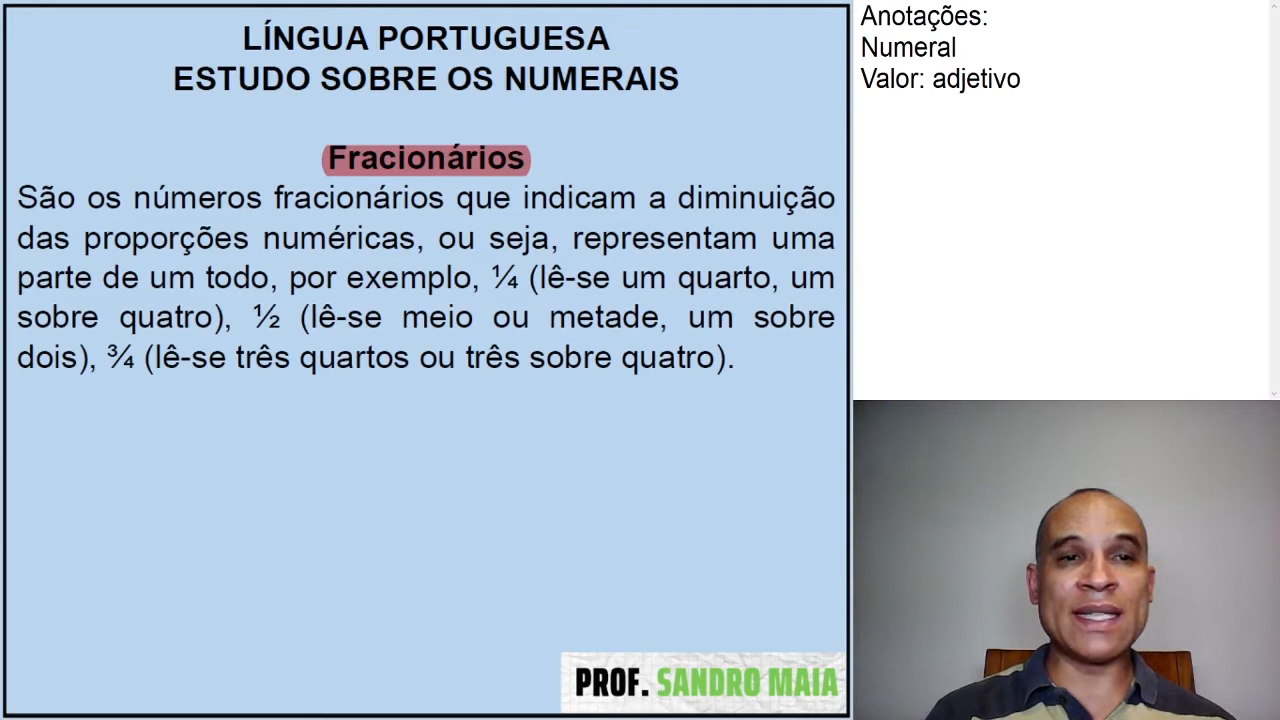 LÍNGUA PORTUGUESA
ESTUDO SOBRE OS NUMERAIS
Fracionários
São os números fracionários que indicam a diminuição
das proporções numéricas, ou seja, representam uma
parte de um todo, por exemplo, ¼ (lê-se um quarto, um
sobre quatro), ½ (lê-se meio ou metade, um sobre
dois), ¾ (lê-se três quartos ou três sobre quatro).
PROF. SANDRO MAIA
Anotações:
Numeral
Valor: adjetivo